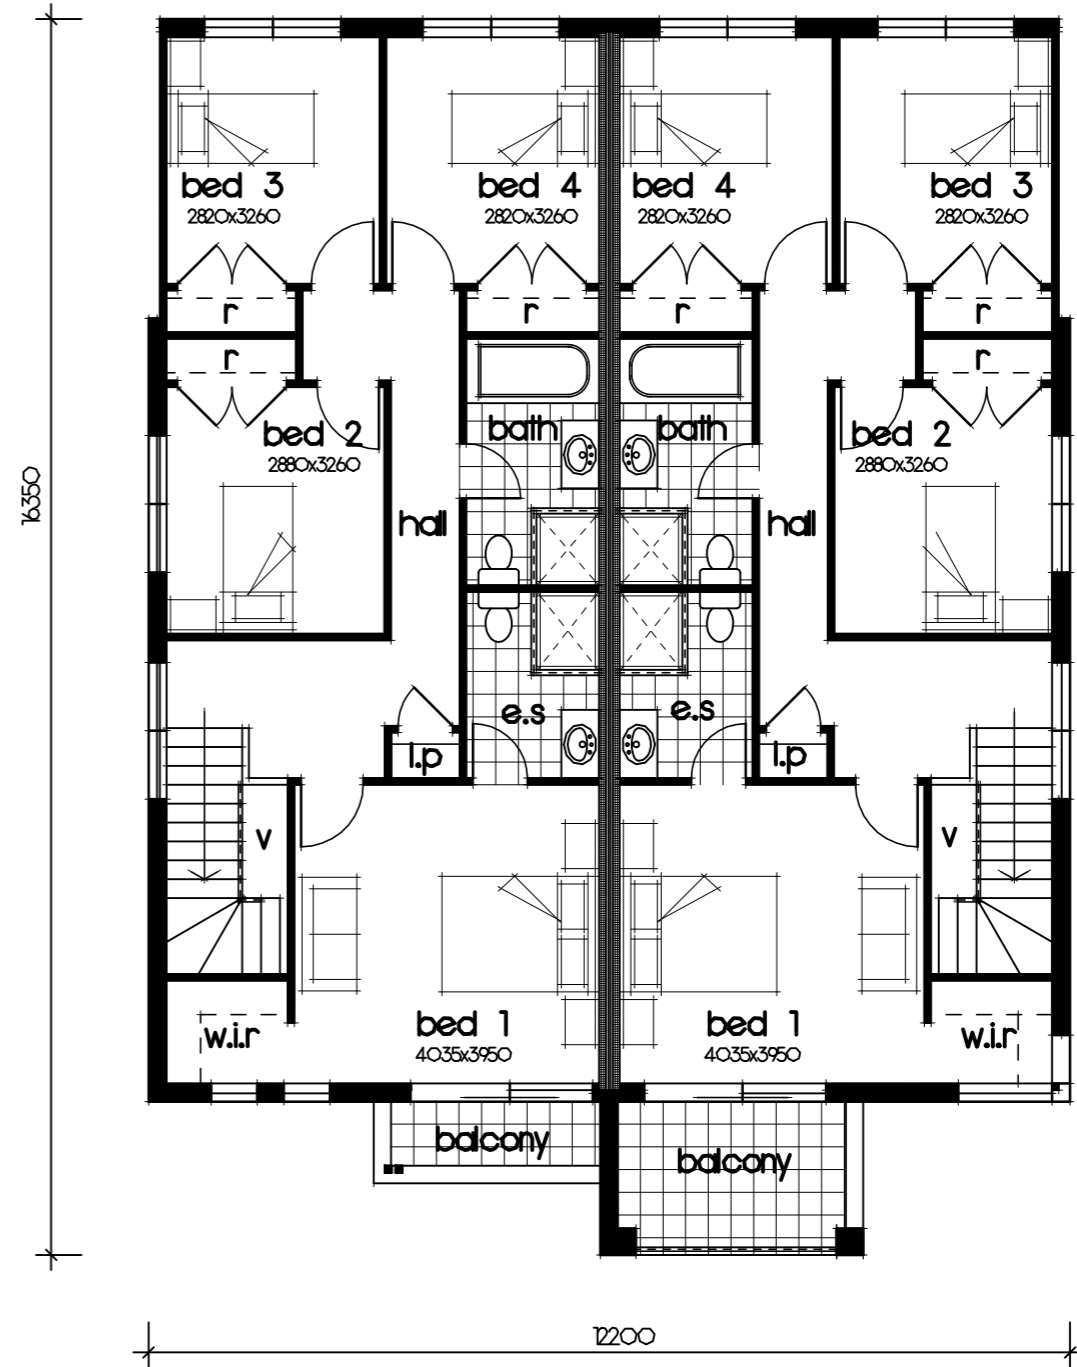 bed 3
2820x3260
bed 4
2820x3260
bed 4
2820x3260
bed 3
2820x3260
r
r
r
r
r
r
bed 2
2880x3260
bath
bath
bed 2
2880x3260
16350
hall
hall
e.s
e.s
l.p
l.p
v
v
bed 1
4035x3950
bed 1
4035x3950
w.i.r
w.i.r
balcony
balcony
12200